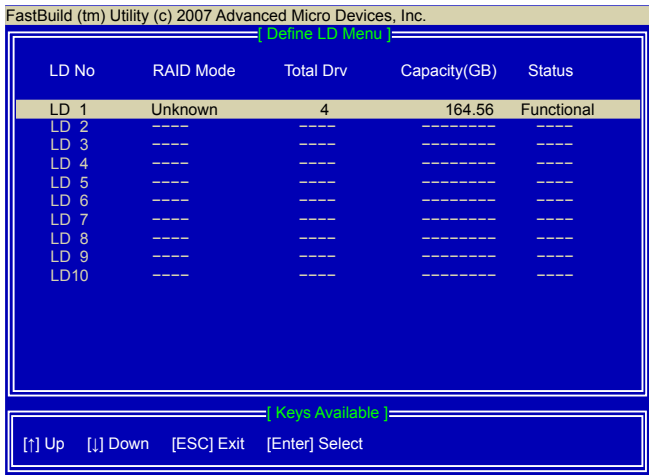 FastBuild (tm) Utility (c) 2007 Advanced Micro Devices, Inc.
[ Define LD Menu ]
LD No RAID Mode Total Drv Capacity(GB) Status
LD 1 Unknown 4 164.56 Functional
LD 2 ---- ---- -------- ----
LD 3 ---- ---- -------- ----
LD 4 ---- ---- -------- ----
LD 5 ---- ---- -------- ----
LD 6 ---- ---- -------- ----
LD 7 ---- ---- -------- ----
LD 8 ---- ---- -------- ----
LD 9 ---- ---- -------- ----
LD10 ---- ---- -------- ----
[ Keys Available ]
[↑] Up [↓] Down [ESC] Exit [Enter] Select